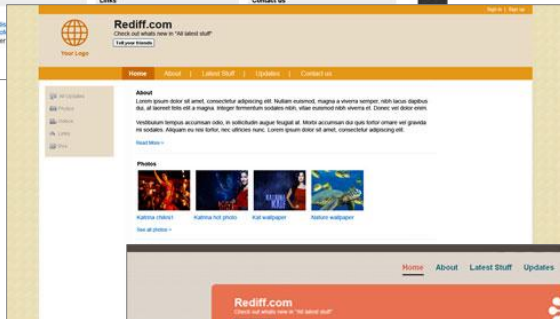 Links
Contact us
Sign in | Sign up
Rediff.com
Check out whats new in "All latest stuff"
Tell your friends
Your Logo
Home | About | Latest Stuff | Updates | Contact us
All Updates
Photos
Videos
Links
About
Lorem ipsum dolor sit amet, consectetur adipiscing elit. Nullam euismod, magna a viverra semper, nibh lacus dapibus
dui, at laoreet felis elit a magna. Integer fermentum sodales nibh, vitae euismod nibh viverra et. Donec vel dolor enim.
Vestibulum tempus accumsan odio, in sollicitudin augue feugiat at. Morbi accumsan dui quis tortor ornare vel gravida
mi sodales. Aliquam eu nisi tortor, nec ultricies nunc. Lorem ipsum dolor sit amet, consectetur adipiscing elit.
Read More »
Photos
Katrina chikni1
Katrina hot photo
Kat wallpaper
Nature wallpaper
See all photos »
Home About Latest Stuff Updates
Rediff.com
Check out whats new in "All latest stuff"